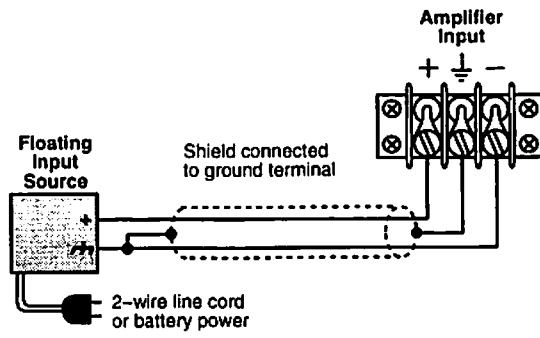 Amplifier
Input
+ −
Floating
Input
Source
Shield connected
to ground terminal
+
2-wire line cord
or battery power